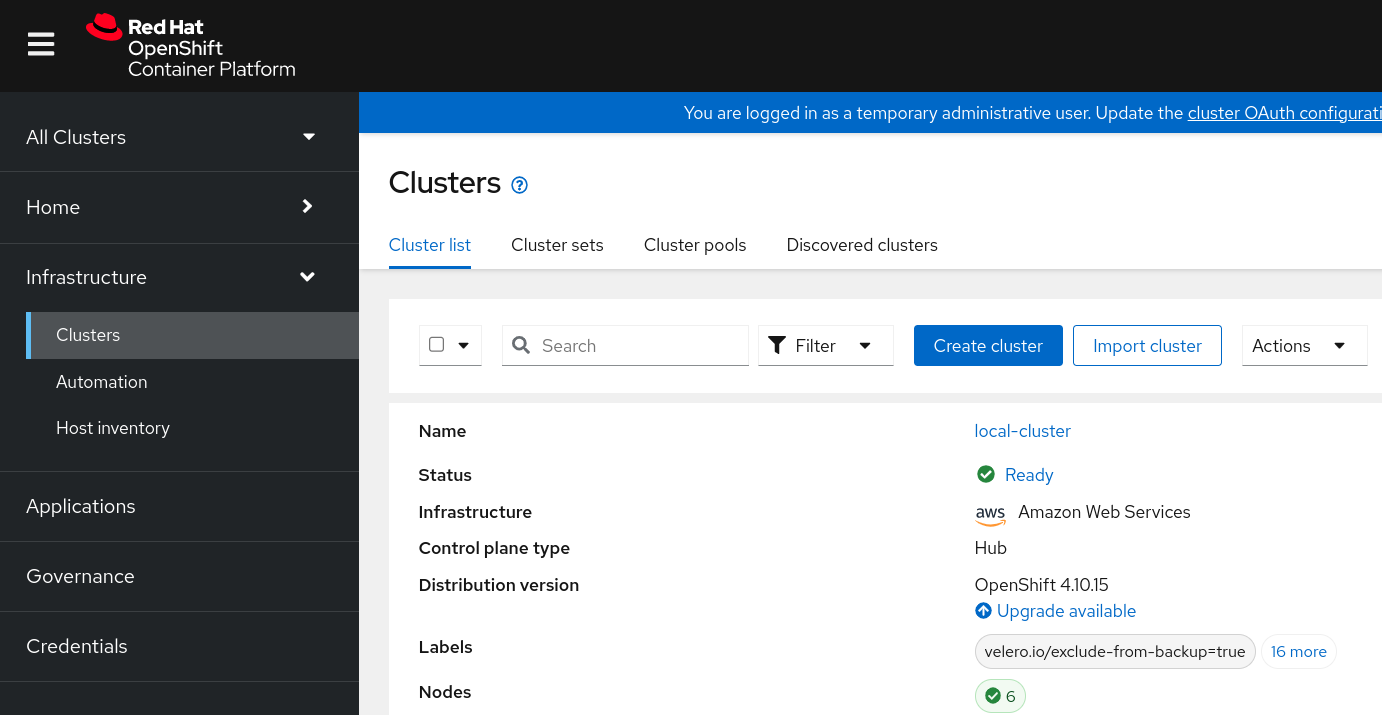 Red Hat
OpenShift
Container Platform
You are logged in as a temporary administrative user. Update the cluster OAuth configurati
All Clusters
Home
Infrastructure
Clusters
Automation
Host inventory
Applications
Governance
Credentials
Clusters
Cluster list Cluster sets Cluster pools Discovered clusters
Search Filter Create cluster Import cluster Actions
Name local-cluster
Status Ready
Infrastructure aws Amazon Web Services
Control plane type Hub
Distribution version OpenShift 4.10.15
Upgrade available
Labels velero.io/exclude-from-backup=true 16 more
Nodes 6